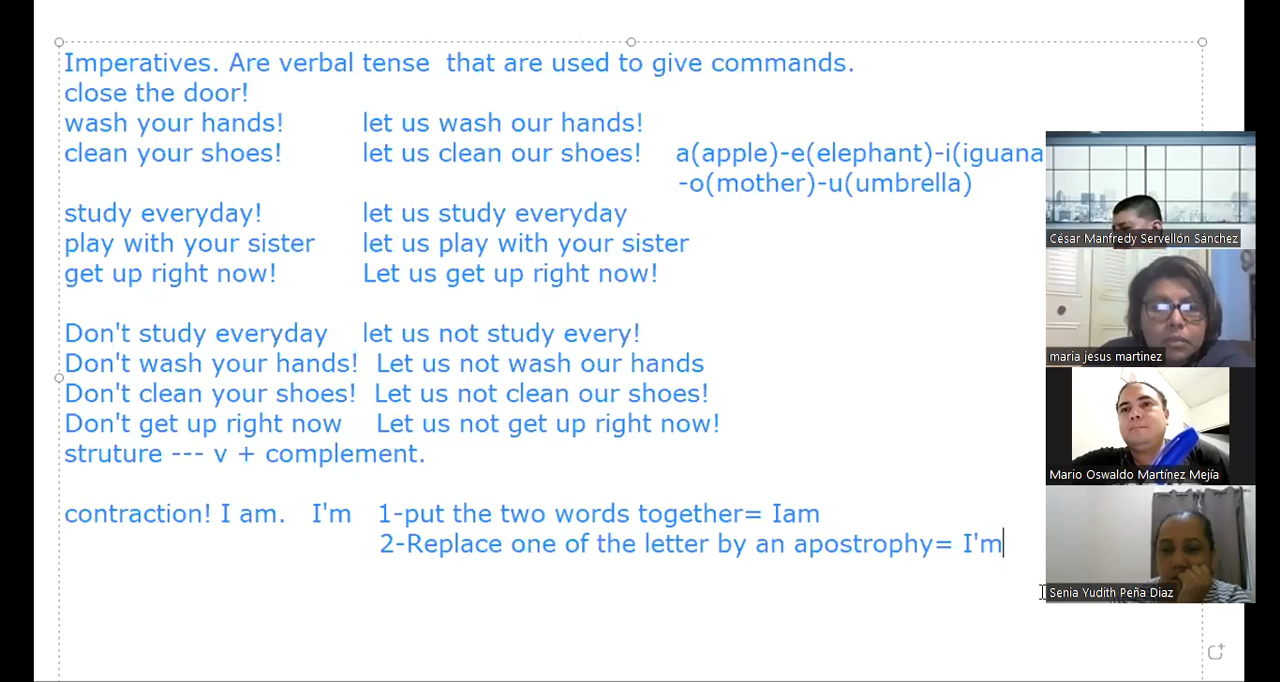 Imperatives. Are verbal tense  that are used to give commands.
close the door!
wash your hands! let us wash our hands!
clean your shoes! let us clean our shoes! a(apple)-e(elephant)-i(iguana
-o(mother)-u(umbrella)
study everyday! let us study everyday
play with your sister let us play with your sister
get up right now! Let us get up right now!
Don't study everyday let us not study every!
Don't wash your hands! Let us not wash our hands
Don't clean your shoes! Let us not clean our shoes!
Don't get up right now Let us not get up right now!
struture --- v + complement.
contraction! I am. I'm 1-put the two words together= Iam
2-Replace one of the letter by an apostrophy= I'm
César Manfredy Servellón Sánchez
maria jesus martinez
Mario Oswaldo Martínez Mejía
Senia Yudith Peña Diaz